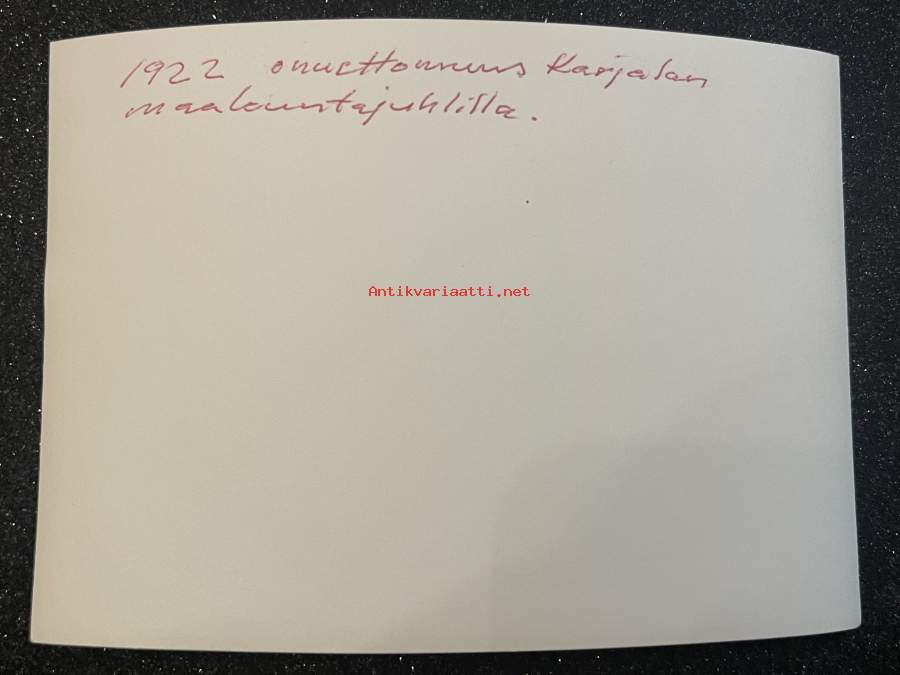 1922 onnettomuus Karjalan
maakuntajuhlilla.
Antikvariaatti.net